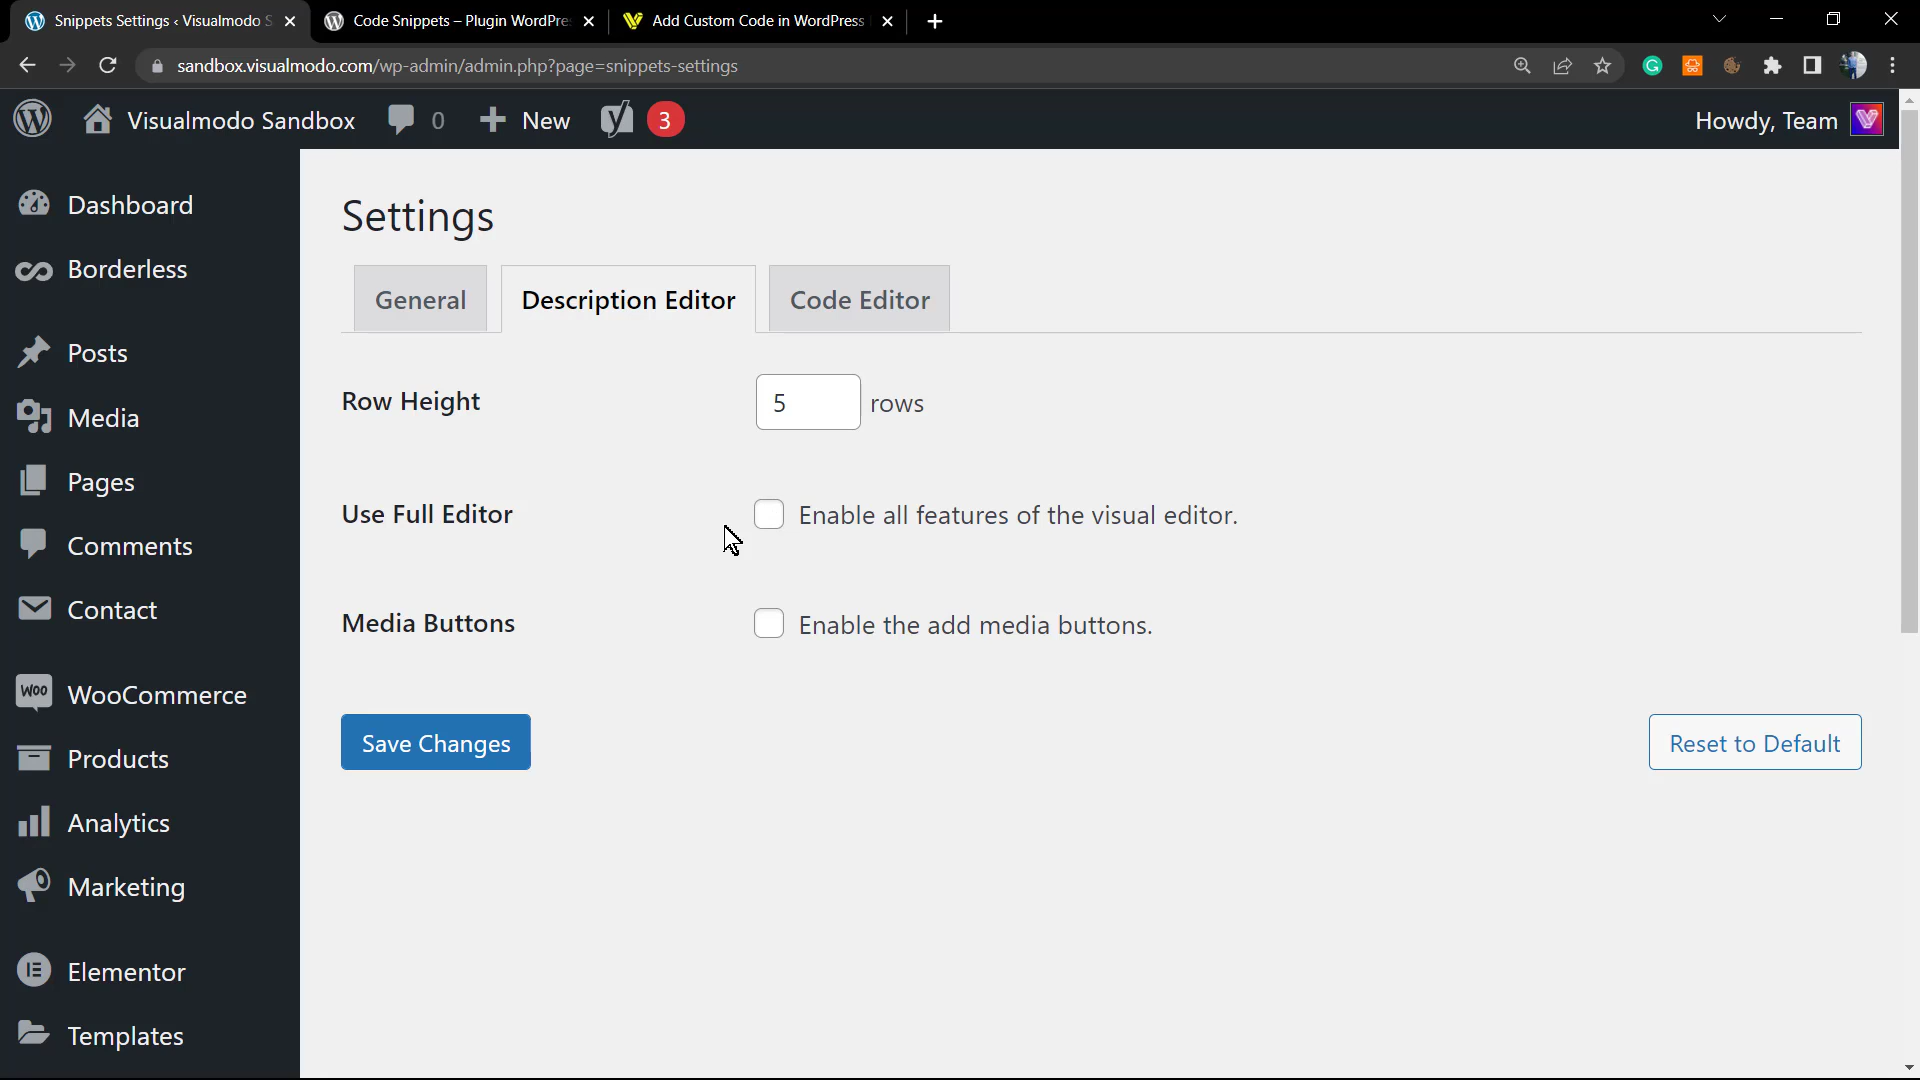 Snippets Settings ‹ Visualmodo S
Code Snippets – Plugin WordPre
Add Custom Code in WordPress
sandbox.visualmodo.com/wp-admin/admin.php?page=snippets-settings
Visualmodo Sandbox
0
New
3
Howdy, Team
Dashboard
Borderless
Posts
Media
Pages
Comments
Contact
Woo
WooCommerce
Products
Analytics
Marketing
Elementor
Templates
Settings
General
Description Editor
Code Editor
Row Height
5
rows
Use Full Editor
Enable all features of the visual editor.
Media Buttons
Enable the add media buttons.
Save Changes
Reset to Default